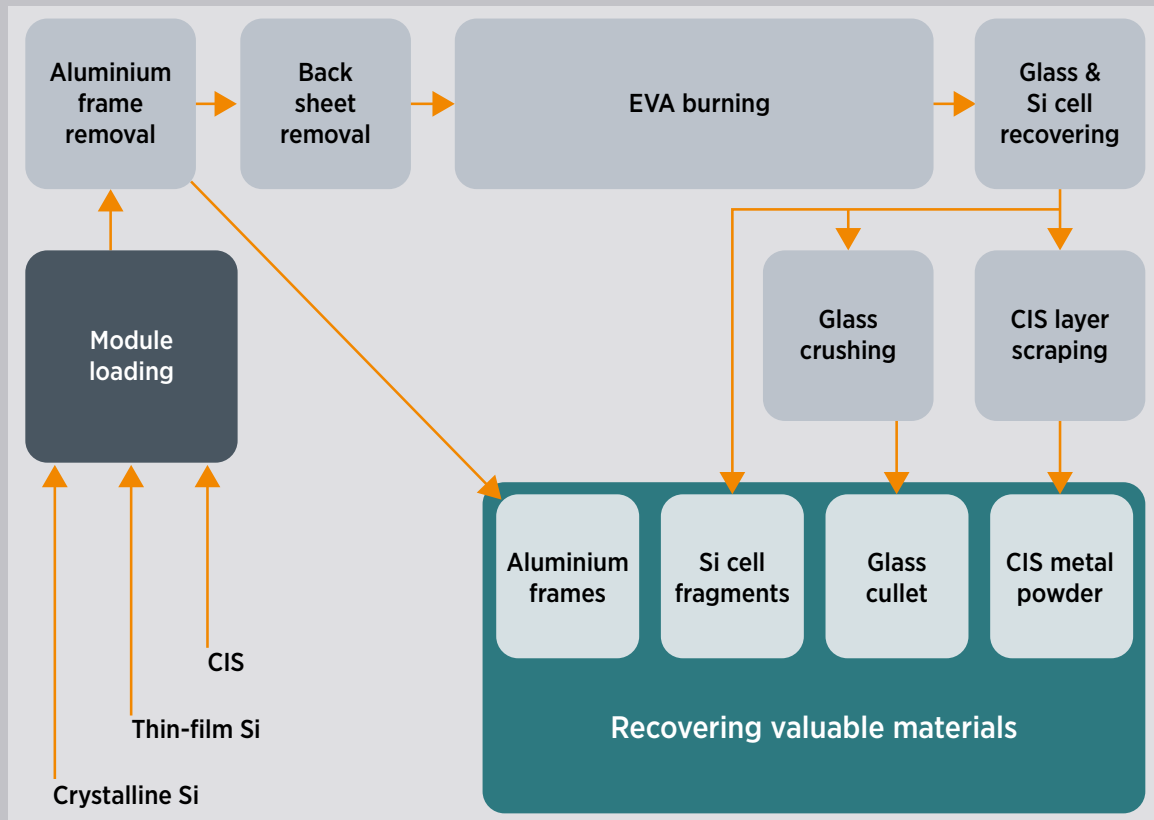 Aluminium
frame
removal
Back
sheet
removal
EVA burning
Glass &
Si cell
recovering
Module
loading
Glass
crushing
CIS layer
scraping
Aluminium
frames
Si cell
fragments
Glass
cullet
CIS metal
powder
CIS
Thin-film Si
Crystalline Si
Recovering valuable materials